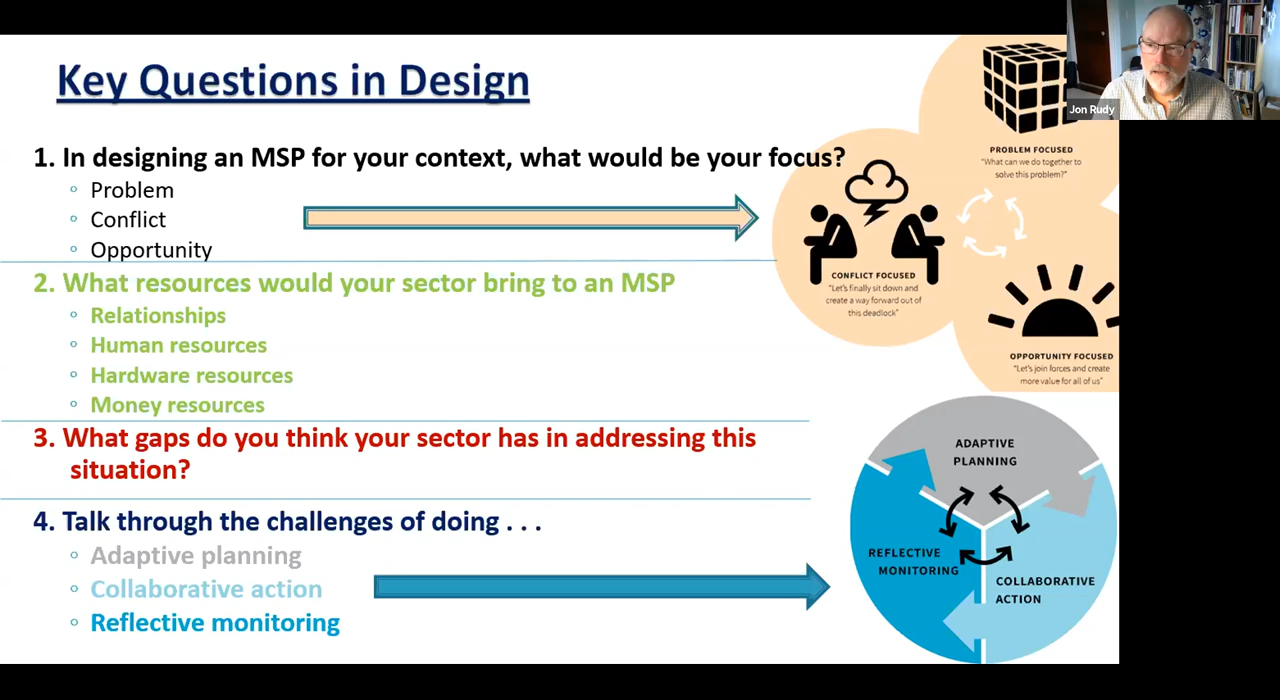 Key Questions in Design
1. In designing an MSP for your context, what would be your focus?
Problem
Conflict
Opportunity
2. What resources would your sector bring to an MSP
Relationships
Human resources
Hardware resources
Money resources
3. What gaps do you think your sector has in addressing this
situation?
4. Talk through the challenges of doing . . .
Adaptive planning
Collaborative action
Reflective monitoring
Jon Rudy
PROBLEM FOCUSED
"What can we do together to
solve this problem?"
CONFLICT FOCUSED
"Let's finally sit down and
create a way forward out of
this deadlock"
OPPORTUNITY FOCUSED
"Let's join forces and create
more value for all of us"
ADAPTIVE
PLANNING
REFLECTIVE
MONITORING
COLLABORATIVE
ACTION